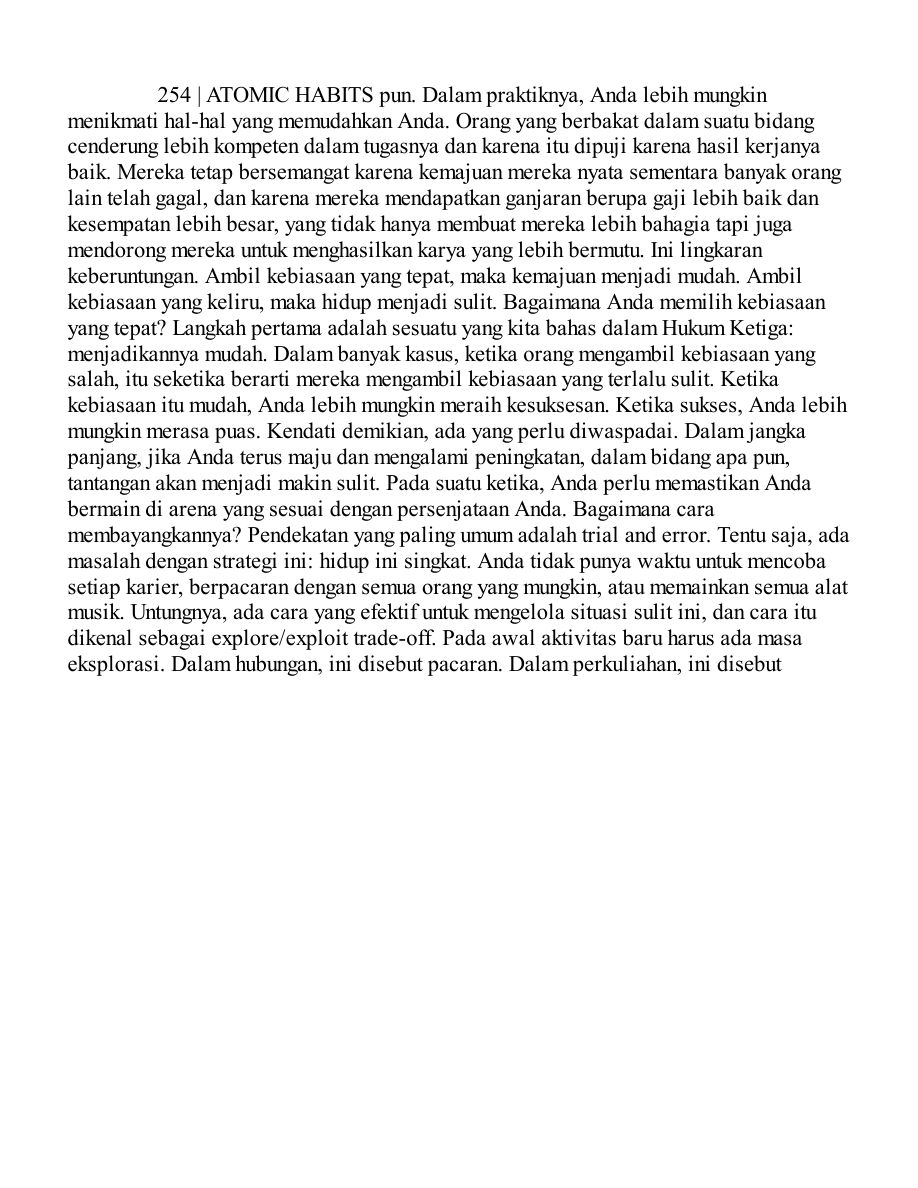 254 | ATOMIC HABITS pun. Dalam praktiknya, Anda lebih mungkin
menikmati hal-hal yang memudahkan Anda. Orang yang berbakat dalam suatu bidang
cenderung lebih kompeten dalam tugasnya dan karena itu dipuji karena hasil kerjanya
baik. Mereka tetap bersemangat karena kemajuan mereka nyata sementara banyak orang
lain telah gagal, dan karena mereka mendapatkan ganjaran berupa gaji lebih baik dan
kesempatan lebih besar, yang tidak hanya membuat mereka lebih bahagia tapi juga
mendorong mereka untuk menghasilkan karya yang lebih bermutu. Ini lingkaran
keberuntungan. Ambil kebiasaan yang tepat, maka kemajuan menjadi mudah. Ambil
kebiasaan yang keliru, maka hidup menjadi sulit. Bagaimana Anda memilih kebiasaan
yang tepat? Langkah pertama adalah sesuatu yang kita bahas dalam Hukum Ketiga:
menjadikannya mudah. Dalam banyak kasus, ketika orang mengambil kebiasaan yang
salah, itu seketika berarti mereka mengambil kebiasaan yang terlalu sulit. Ketika
kebiasaan itu mudah, Anda lebih mungkin meraih kesuksesan. Ketika sukses, Anda lebih
mungkin merasa puas. Kendati demikian, ada yang perlu diwaspadai. Dalam jangka
panjang, jika Anda terus maju dan mengalami peningkatan, dalam bidang apa pun,
tantangan akan menjadi makin sulit. Pada suatu ketika, Anda perlu memastikan Anda
bermain di arena yang sesuai dengan persenjataan Anda. Bagaimana cara
membayangkannya? Pendekatan yang paling umum adalah trial and error. Tentu saja, ada
masalah dengan strategi ini: hidup ini singkat. Anda tidak punya waktu untuk mencoba
setiap karier, berpacaran dengan semua orang yang mungkin, atau memainkan semua alat
musik. Untungnya, ada cara yang efektif untuk mengelola situasi sulit ini, dan cara itu
dikenal sebagai explore/exploit trade-off. Pada awal aktivitas baru harus ada masa
eksplorasi. Dalam hubungan, ini disebut pacaran. Dalam perkuliahan, ini disebut